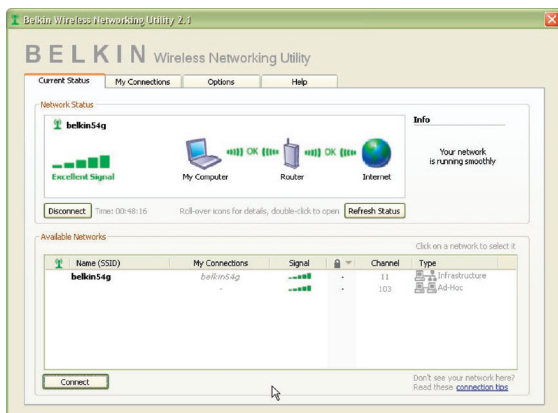 Belkin Wireless Networking Utility 2.1
BELKIN Wireless Networking Utility
Current Status My Connections Options Help
Network Status
belkin54g
Excellent Signal
OK OK
My Computer Router Internet
Info
Your network
is running smoothly
Disconnect Time: 00:48:16 Roll-over icons for details, double-click to open Refresh Status
Available Networks
Click on a network to select it
Name (SSID) My Connections Signal Channel Type
belkin54g belkin54g - 11 Infrastructure
- - 103 Ad-Hoc
Connect
Don't see your network here?
Read these connection tips